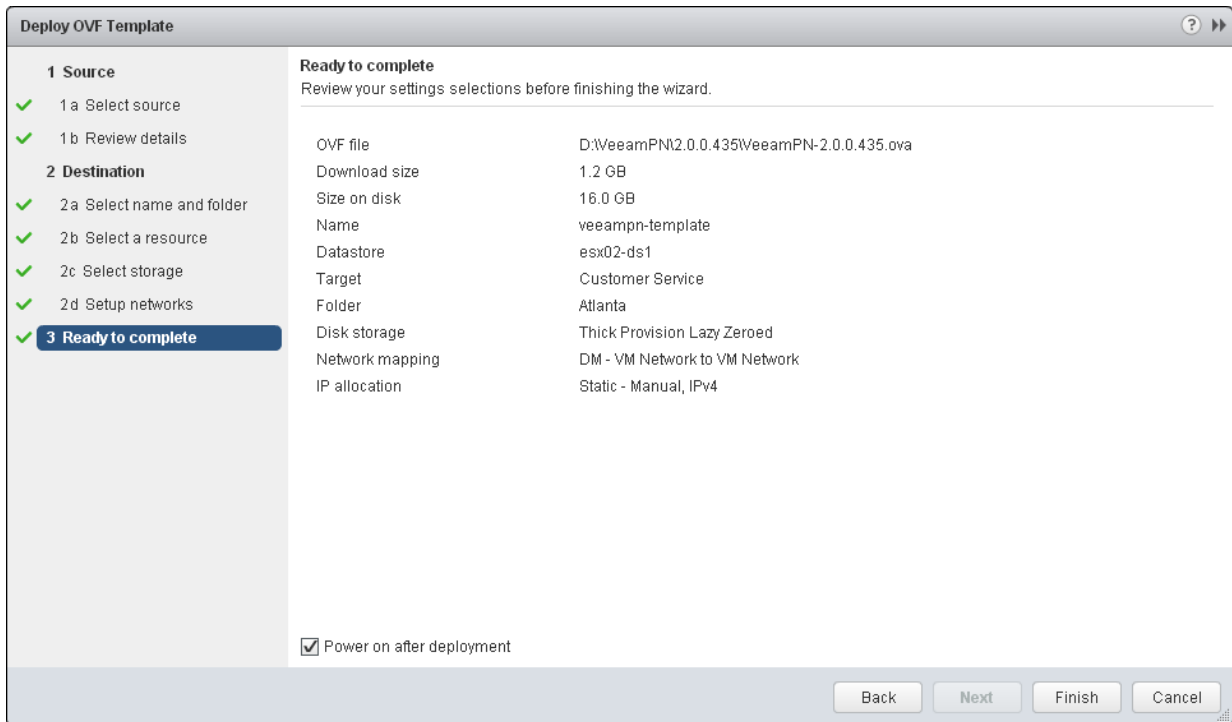 Deploy OVF Template
?
1 Source
1a Select source
1b Review details
2 Destination
2a Select name and folder
2b Select a resource
2c Select storage
2d Setup networks
3 Ready to complete
Ready to complete
Review your settings selections before finishing the wizard.
OVF file D:\VeeamPN\2.0.0.435\VeeamPN-2.0.0.435.ova
Download size 1.2 GB
Size on disk 16.0 GB
Name veeampn-template
Datastore esx02-ds1
Target Customer Service
Folder Atlanta
Disk storage Thick Provision Lazy Zeroed
Network mapping DM - VM Network to VM Network
IP allocation Static - Manual, IPv4
Power on after deployment
Back Next Finish Cancel